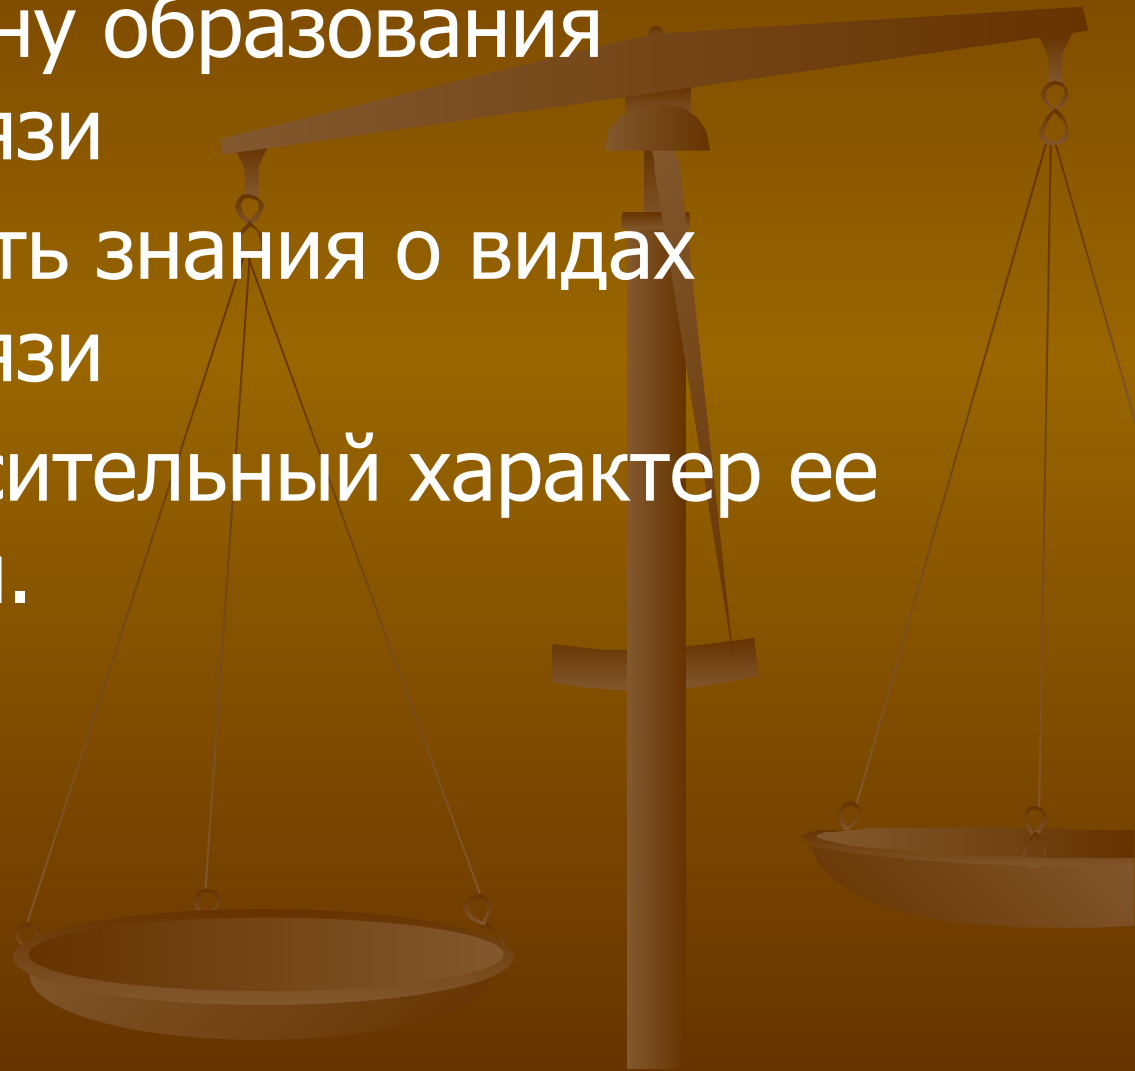 ну образования
язи
ть знания о видах
язи
сительный характер ее
.